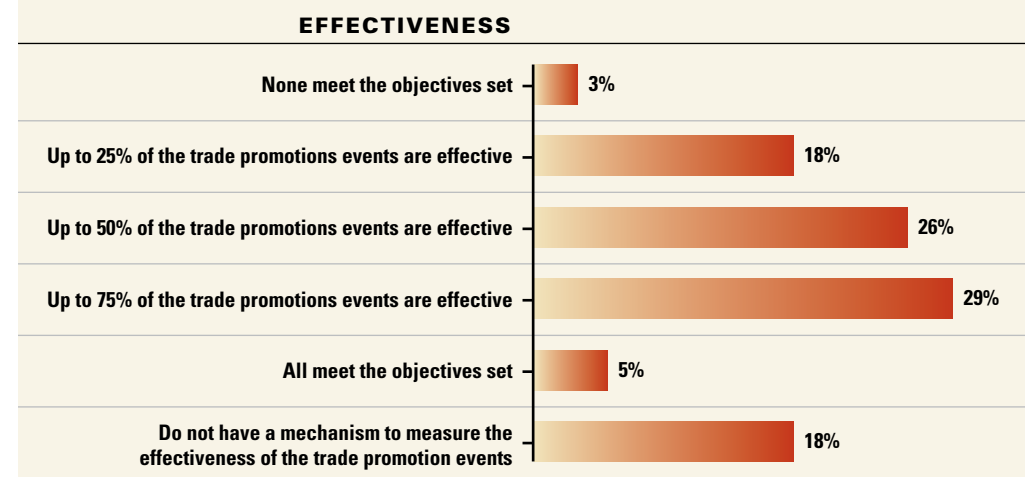 EFFECTIVENESS
None meet the objectives set
3%
Up to 25% of the trade promotions events are effective
18%
Up to 50% of the trade promotions events are effective
26%
Up to 75% of the trade promotions events are effective
29%
All meet the objectives set
5%
Do not have a mechanism to measure the
effectiveness of the trade promotion events
18%